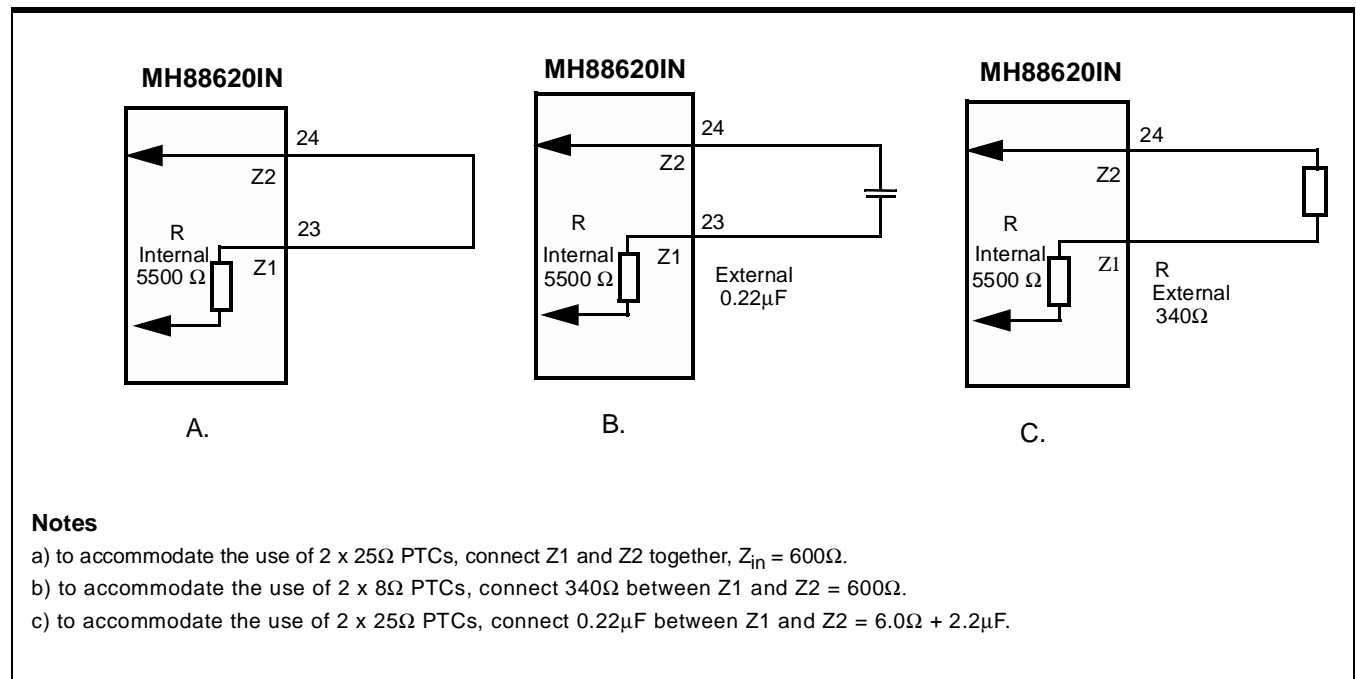 MH88620IN
24
Z2
23
R
Internal
5500 Ω
Z1
A.
MH88620IN
24
Z2
23
R
Internal
5500 Ω
Z1
External
0.22μF
B.
MH88620IN
24
Z2
R
Internal
5500 Ω
Z1
R
External
340Ω
C.
Notes
a) to accommodate the use of 2 x 25Ω PTCs, connect Z1 and Z2 together, Zin = 600Ω.
b) to accommodate the use of 2 x 8Ω PTCs, connect 340Ω between Z1 and Z2 = 600Ω.
c) to accommodate the use of 2 x 25Ω PTCs, connect 0.22μF between Z1 and Z2 = 6.0Ω + 2.2μF.